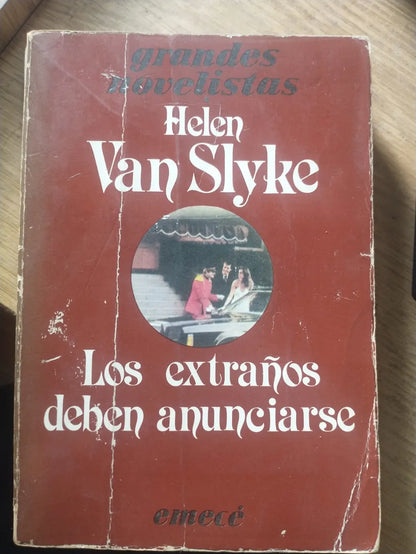 grandes
novelistas
Helen
Van Slyke
Los extraños
deben anunciarse
emecé